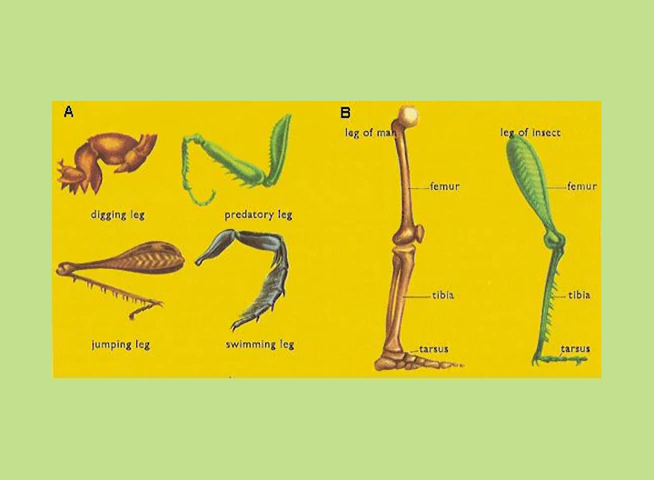 A
digging leg
predatory leg
jumping leg
swimming leg
B
leg of man
femur
tibia
tarsus
leg of insect
femur
tibia
tarsus